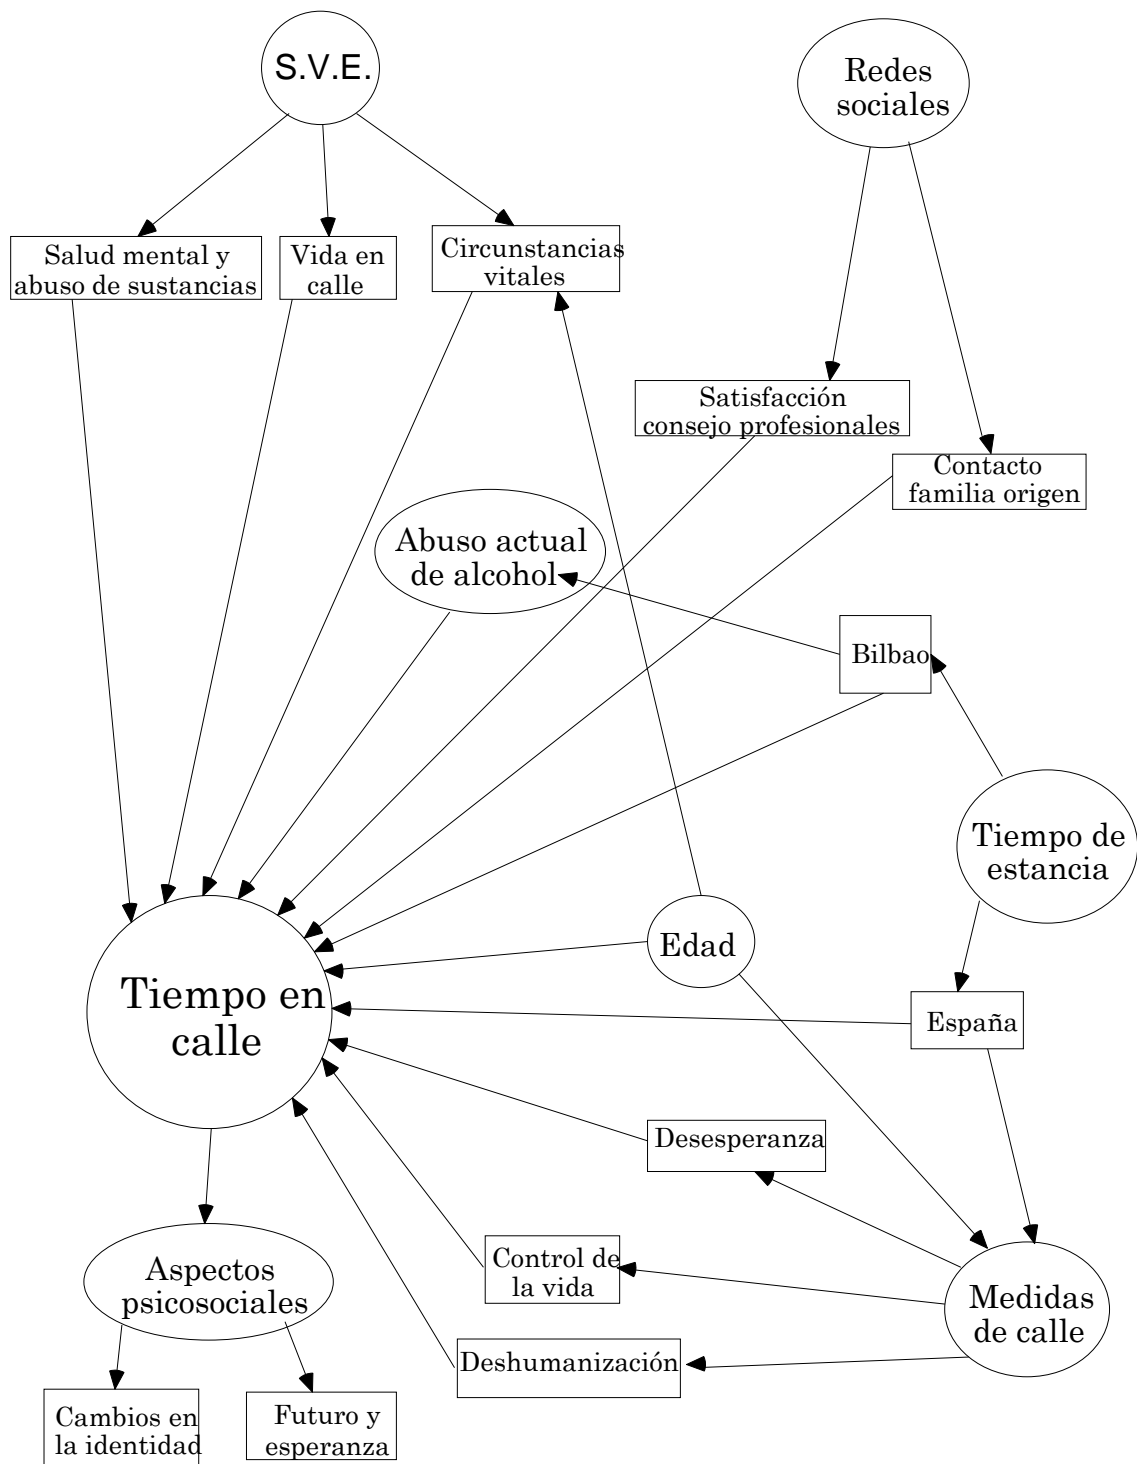 S.V.E.
Redes
sociales
Salud mental y
abuso de sustancias
Vida en
calle
Circunstancias
vitales
Satisfacción
consejo profesionales
Contacto
familia origen
Abuso actual
de alcohol
Bilbao
Tiempo de
estancia
Edad
Tiempo en
calle
España
Desesperanza
Control de
la vida
Medidas
de calle
Aspectos
psicosociales
Deshumanización
Cambios en
la identidad
Futuro y
esperanza